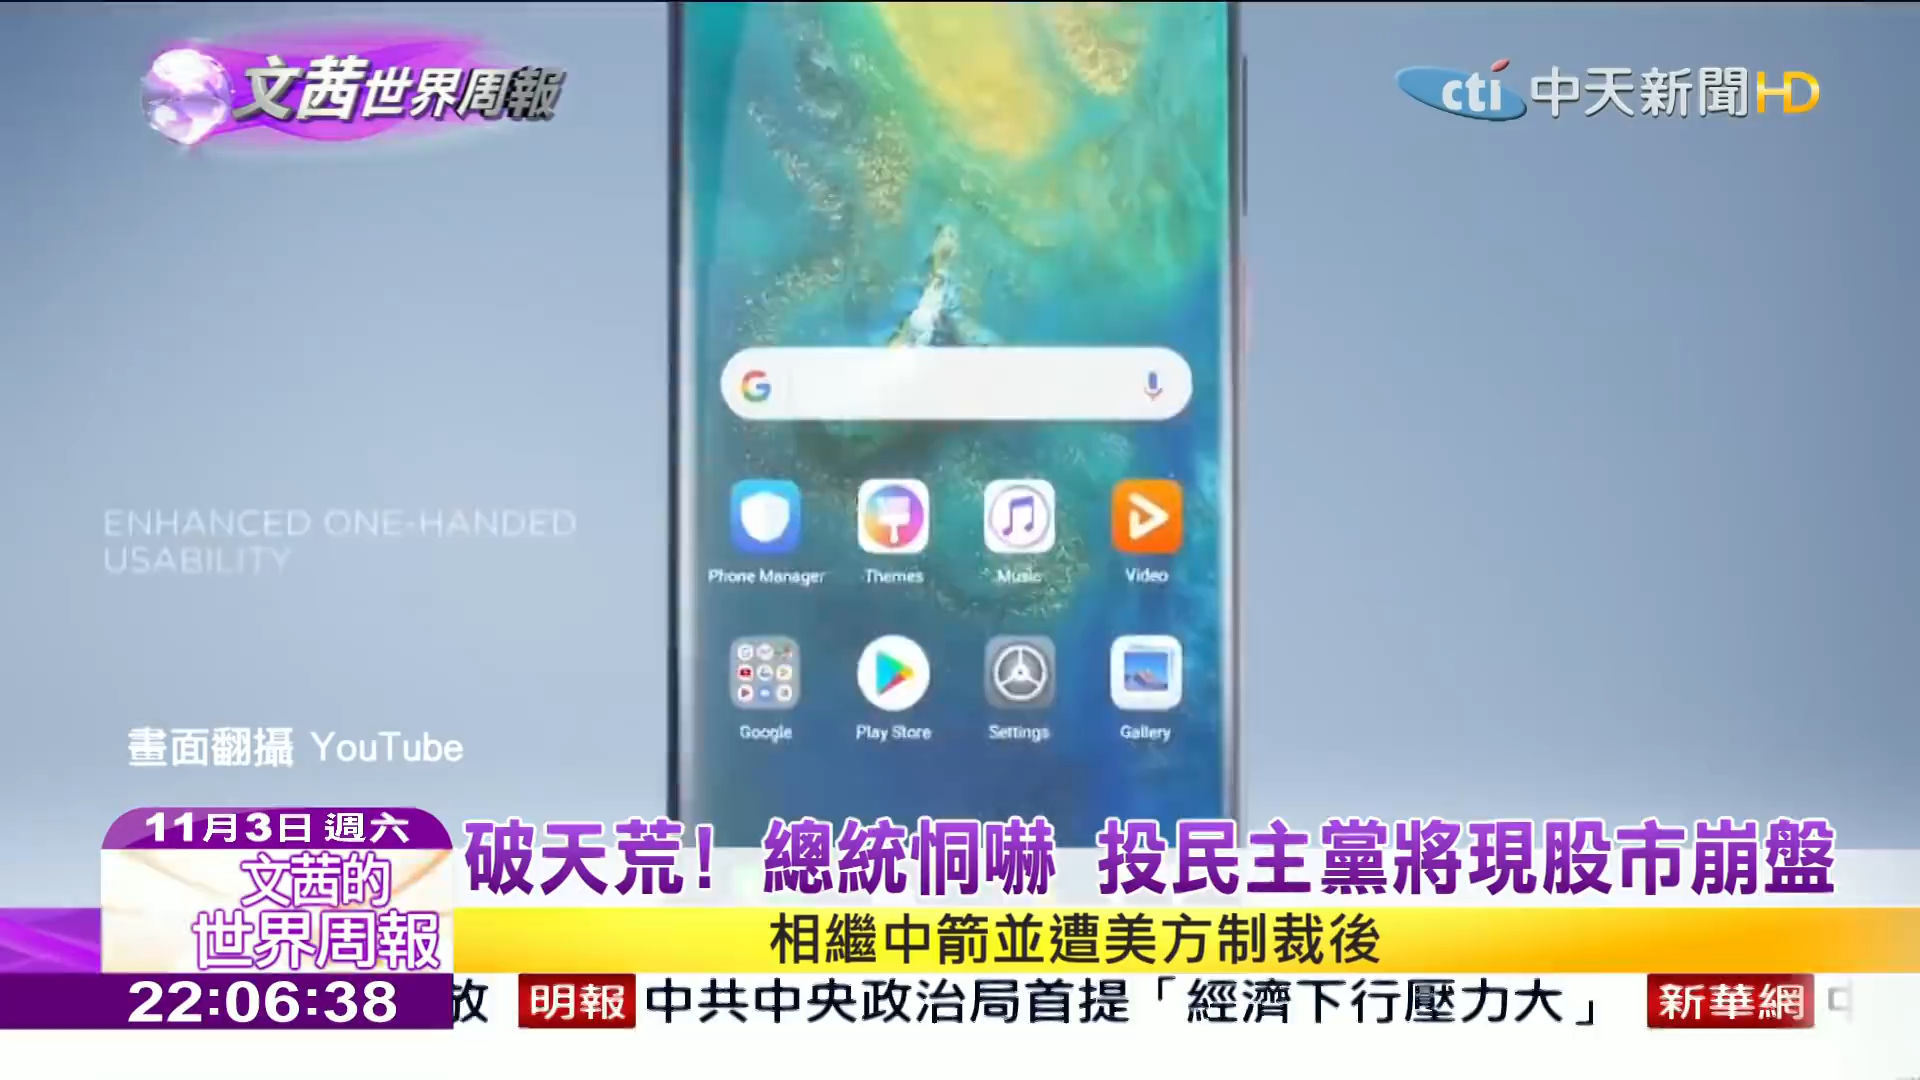 文茜世界周報
cti 中天新聞HD
ENHANCED ONE-HANDED
USABILITY
Phone Manager
Themes
Music
Video
Google
Play Store
Settings
Gallery
畫面翻攝 YouTube
11月3日 週六
文茜的
世界周報
破天荒! 總統恫嚇 投民主黨將現股市崩盤
相繼中箭並遭美方制裁後
22:06:38
放 明報 中共中央政治局首提「經濟下行壓力大」 新華網